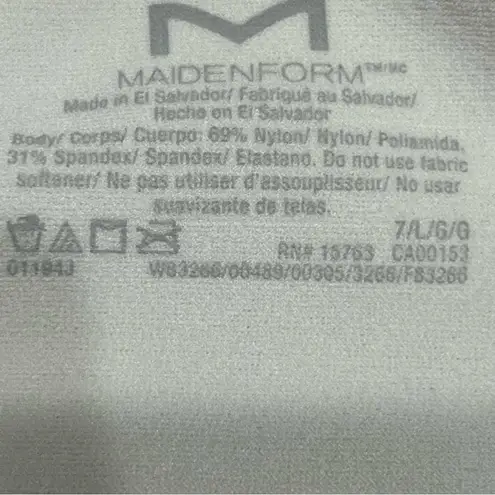 M
MAIDENFORM™/MC
Made in El Salvador/ Fabriqué au Salvador/
Hecho en El Salvador
Body/ Corps/ Cuerpo: 69% Nylon/ Nylon/ Poliamida,
31% Spandex/ Spandex/ Elastano. Do not use fabric
softener/ Ne pas utiliser d'assouplisseur/ No usar
suavizante de telas.
7/L/G/G
RN# 15763 CA00153
011943 W83266/00489/00305/3266/FS3266